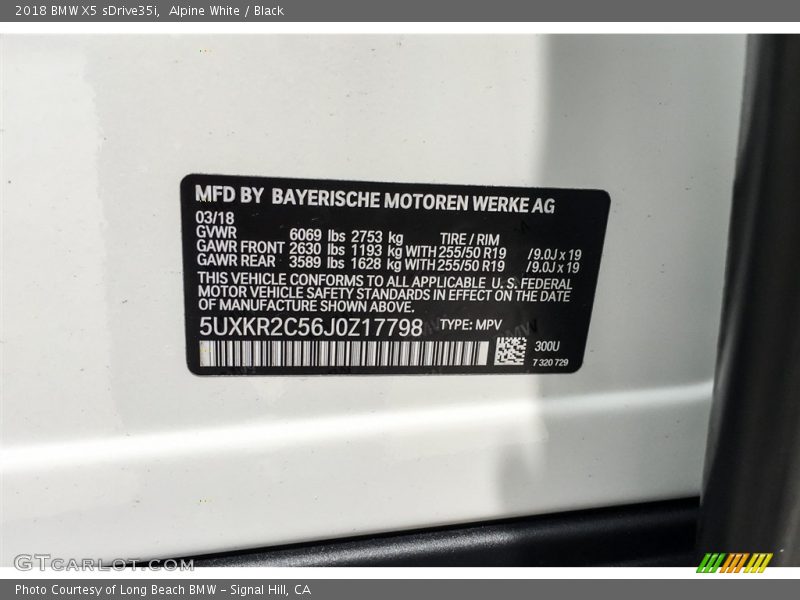 2018 BMW X5 sDrive35i, Alpine White / Black
MFD BY BAYERISCHE MOTOREN WERKE AG
03/18
GVWR 6069 lbs 2753 kg TIRE / RIM
GAWR FRONT 2630 lbs 1193 kg WITH 255/50 R19 /9.0J x 19
GAWR REAR 3589 lbs 1628 kg WITH 255/50 R19 /9.0J x 19
THIS VEHICLE CONFORMS TO ALL APPLICABLE U. S. FEDERAL
MOTOR VEHICLE SAFETY STANDARDS IN EFFECT ON THE DATE
OF MANUFACTURE SHOWN ABOVE.
5UXKR2C56J0Z17798 TYPE: MPV
300U
7 320 729
GTCarLot.com
Photo Courtesy of Long Beach BMW - Signal Hill, CA